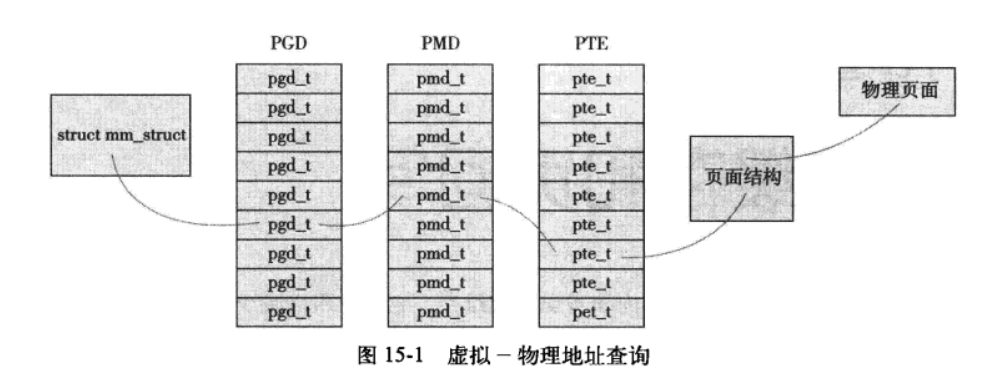 PGD PMD PTE
pgd_t pmd_t pte_t
pgd_t pmd_t pte_t
pgd_t pmd_t pte_t
pgd_t pmd_t pte_t
pgd_t pmd_t pte_t
pgd_t pmd_t pte_t
pgd_t pmd_t pte_t
pgd_t pmd_t pte_t
pgd_t pmd_t pet_t
struct mm_struct
页面结构
物理页面
图 15-1 虚拟－物理地址查询